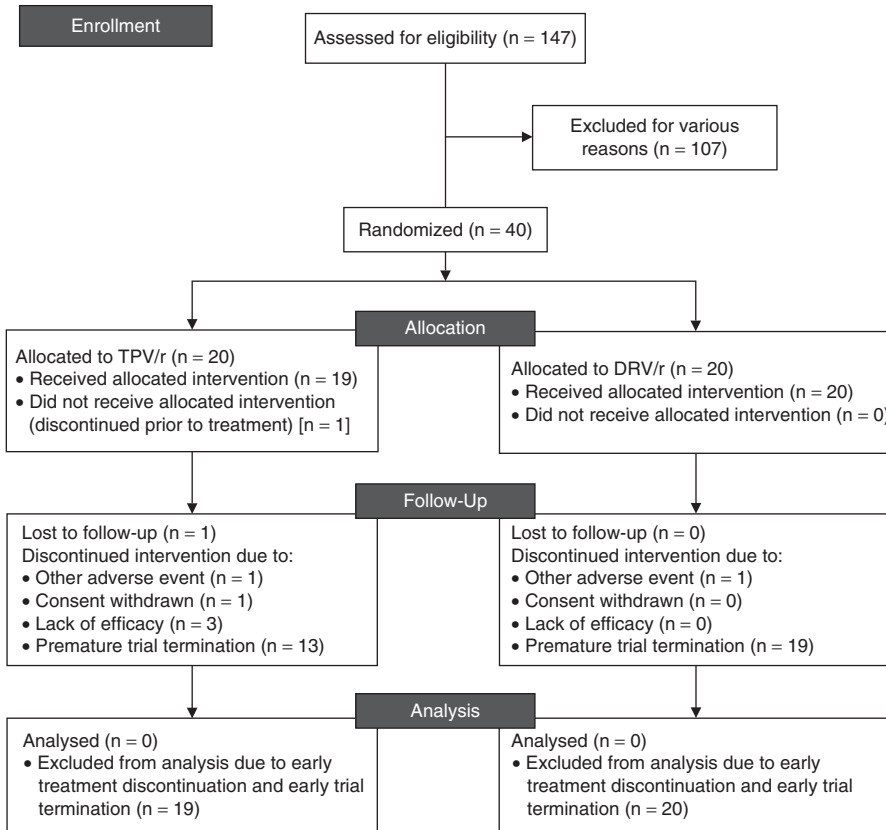 Enrollment
Assessed for eligibility (n = 147)
Excluded for various
reasons (n = 107)
Randomized (n = 40)
Allocation
Allocated to TPV/r (n = 20)
• Received allocated intervention (n = 19)
• Did not receive allocated intervention
(discontinued prior to treatment) [n = 1]
Allocated to DRV/r (n = 20)
• Received allocated intervention (n = 20)
• Did not receive allocated intervention (n = 0)
Follow-Up
Lost to follow-up (n = 1)
Discontinued intervention due to:
• Other adverse event (n = 1)
• Consent withdrawn (n = 1)
• Lack of efficacy (n = 3)
• Premature trial termination (n = 13)
Lost to follow-up (n = 0)
Discontinued intervention due to:
• Other adverse event (n = 1)
• Consent withdrawn (n = 0)
• Lack of efficacy (n = 0)
• Premature trial termination (n = 19)
Analysis
Analysed (n = 0)
• Excluded from analysis due to early
treatment discontinuation and early trial
termination (n = 19)
Analysed (n = 0)
• Excluded from analysis due to early
treatment discontinuation and early trial
termination (n = 20)